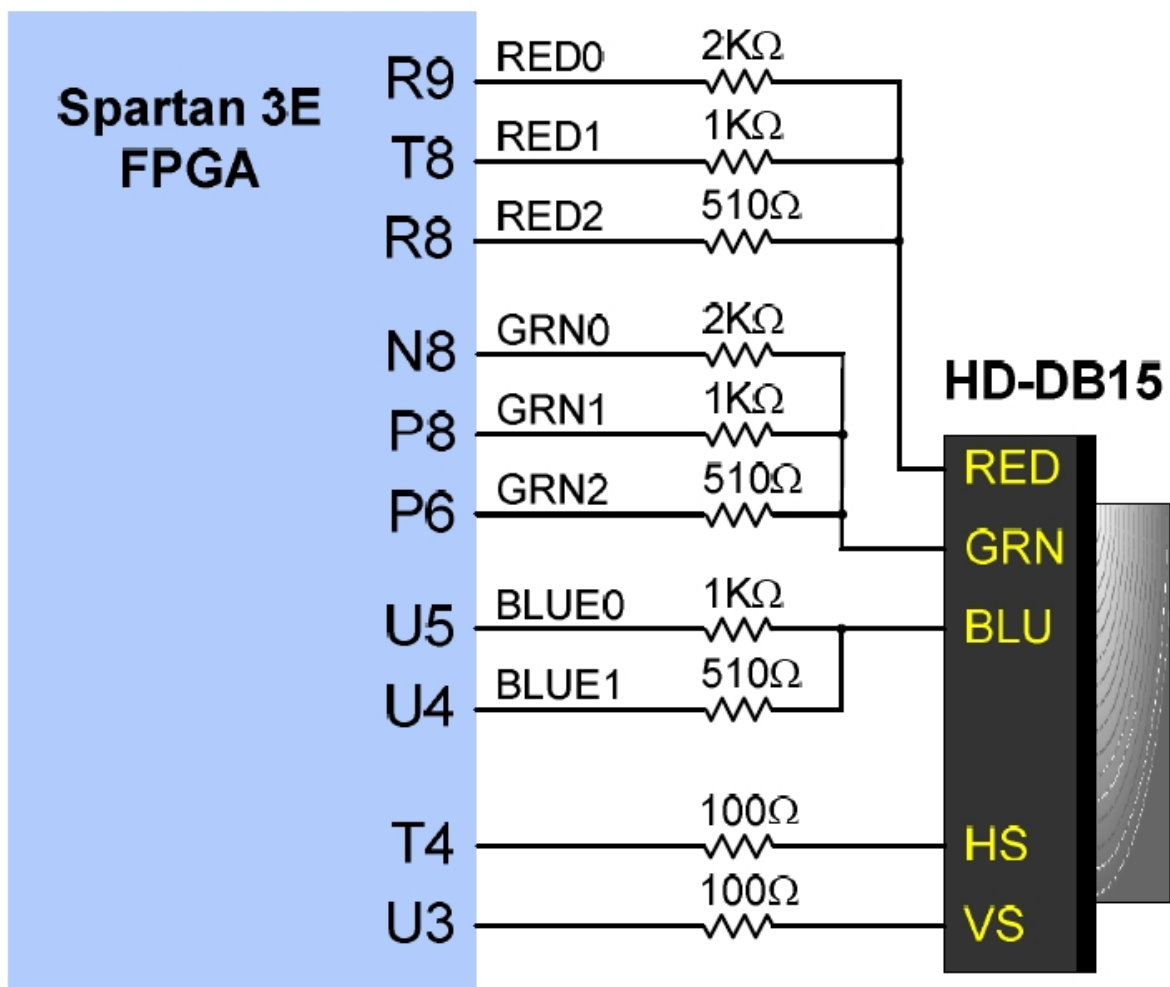 Spartan 3E
FPGA
R9 RED0 2KΩ
T8 RED1 1KΩ
R8 RED2 510Ω
N8 GRN0 2KΩ
P8 GRN1 1KΩ
P6 GRN2 510Ω
U5 BLUE0 1KΩ
U4 BLUE1 510Ω
T4 100Ω
U3 100Ω
HD-DB15
RED
GRN
BLU
HS
VS